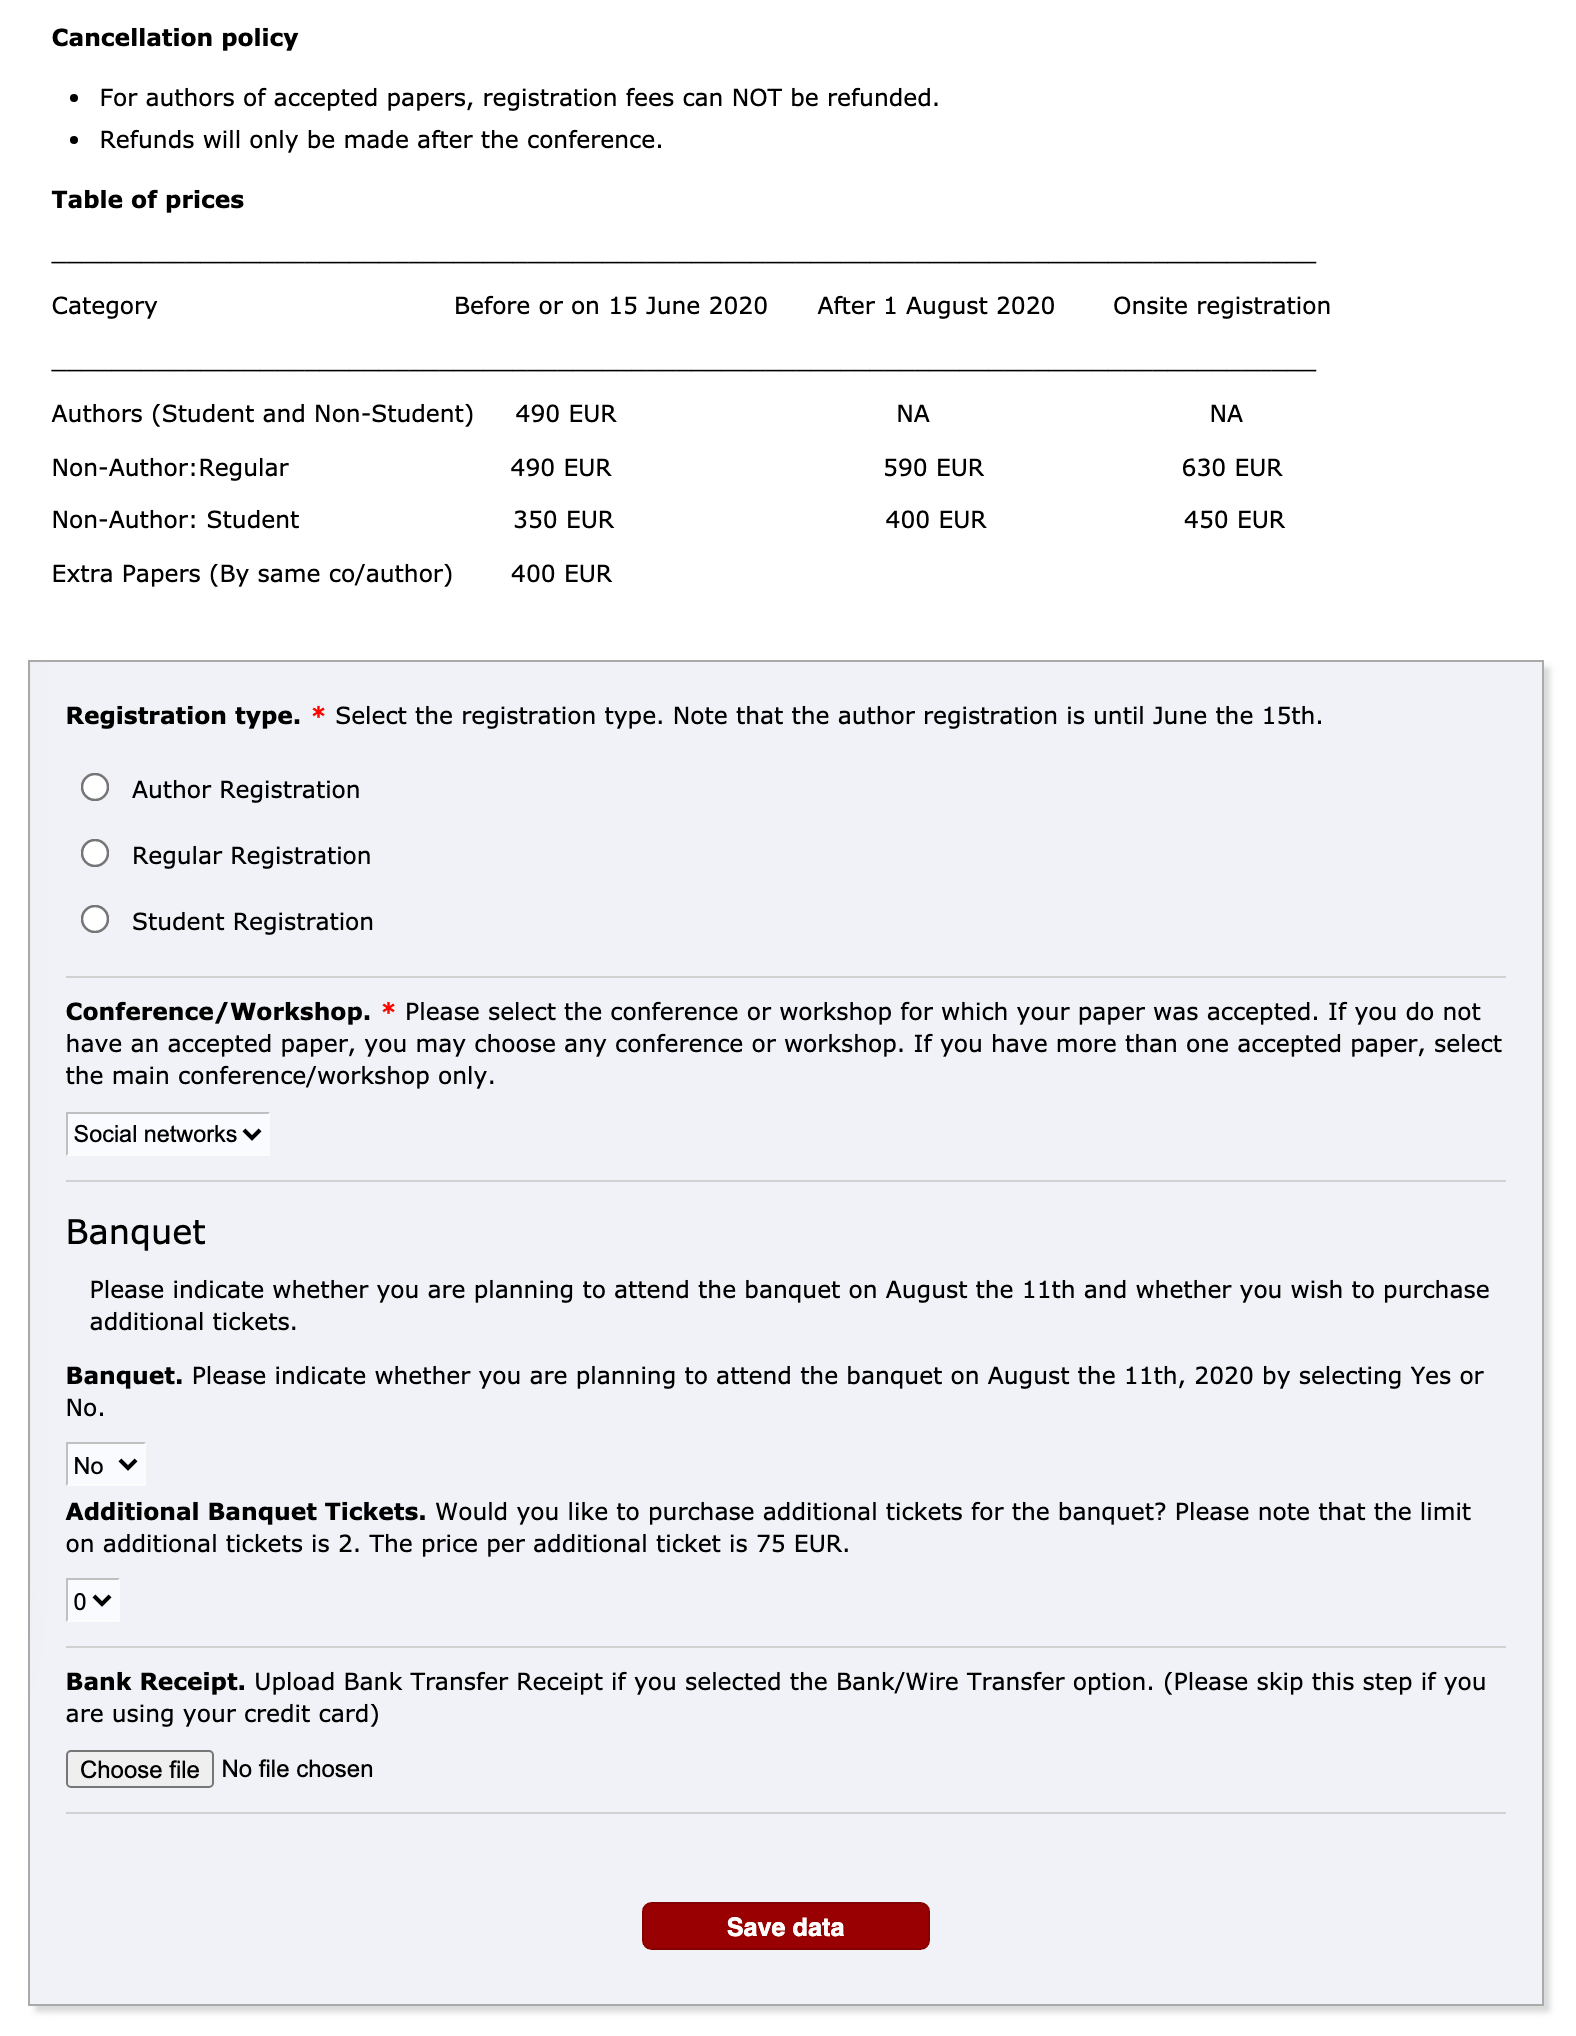 Cancellation policy
• For authors of accepted papers, registration fees can NOT be refunded.
• Refunds will only be made after the conference.
Table of prices
Category Before or on 15 June 2020 After 1 August 2020 Onsite registration
Authors (Student and Non-Student) 490 EUR NA NA
Non-Author:Regular 490 EUR 590 EUR 630 EUR
Non-Author: Student 350 EUR 400 EUR 450 EUR
Extra Papers (By same co/author) 400 EUR
Registration type. * Select the registration type. Note that the author registration is until June the 15th.
Author Registration
Regular Registration
Student Registration
Conference/Workshop. * Please select the conference or workshop for which your paper was accepted. If you do not
have an accepted paper, you may choose any conference or workshop. If you have more than one accepted paper, select
the main conference/workshop only.
Social networks
Banquet
Please indicate whether you are planning to attend the banquet on August the 11th and whether you wish to purchase
additional tickets.
Banquet. Please indicate whether you are planning to attend the banquet on August the 11th, 2020 by selecting Yes or
No.
No
Additional Banquet Tickets. Would you like to purchase additional tickets for the banquet? Please note that the limit
on additional tickets is 2. The price per additional ticket is 75 EUR.
0
Bank Receipt. Upload Bank Transfer Receipt if you selected the Bank/Wire Transfer option. (Please skip this step if you
are using your credit card)
Choose file No file chosen
Save data